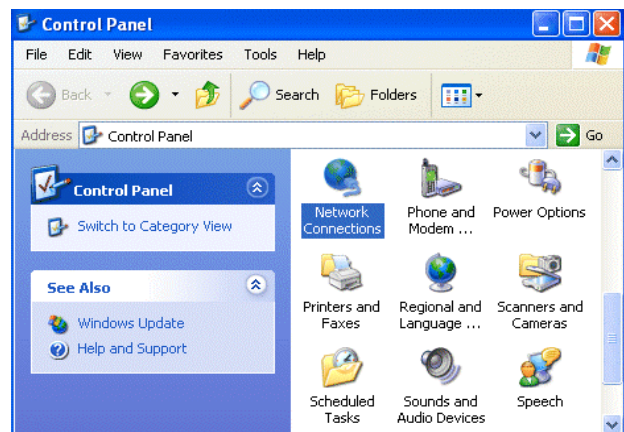 Control Panel
File Edit View Favorites Tools Help
Back Search Folders
Address Control Panel Go
Control Panel
Switch to Category View
See Also
Windows Update
Help and Support
Network Connections
Phone and Modem ...
Power Options
Printers and Faxes
Regional and Language ...
Scanners and Cameras
Scheduled Tasks
Sounds and Audio Devices
Speech